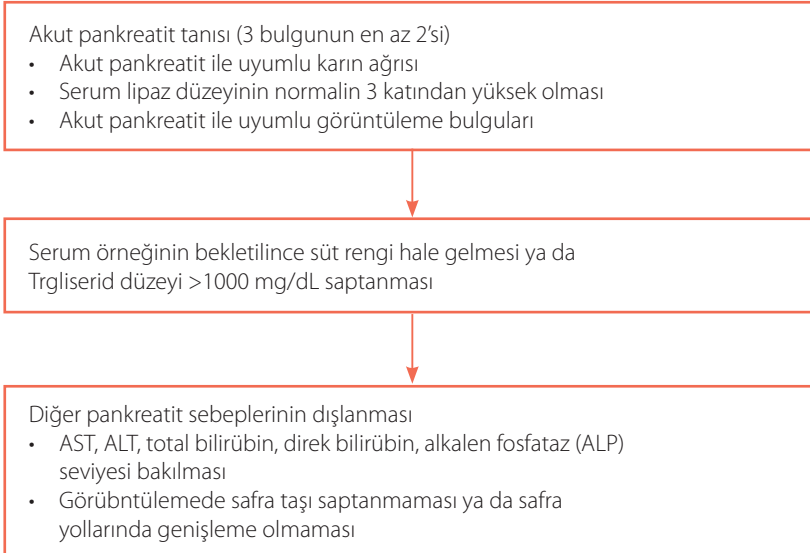 Akut pankreatit tanısı (3 bulgunun en az 2’si)
• Akut pankreatit ile uyumlu karın ağrısı
• Serum lipaz düzeyinin normalin 3 katından yüksek olması
• Akut pankreatit ile uyumlu görüntüleme bulguları
Serum örneğinin bekletilince süt rengi hale gelmesi ya da
Trgliserid düzeyi >1000 mg/dL saptanması
Diğer pankreatit sebeplerinin dışlanması
• AST, ALT, total bilirübin, direk bilirübin, alkalen fosfataz (ALP)
seviyesi bakılması
• Görübntülemede safra taşı saptanmaması ya da safra
yollarında genişleme olmaması